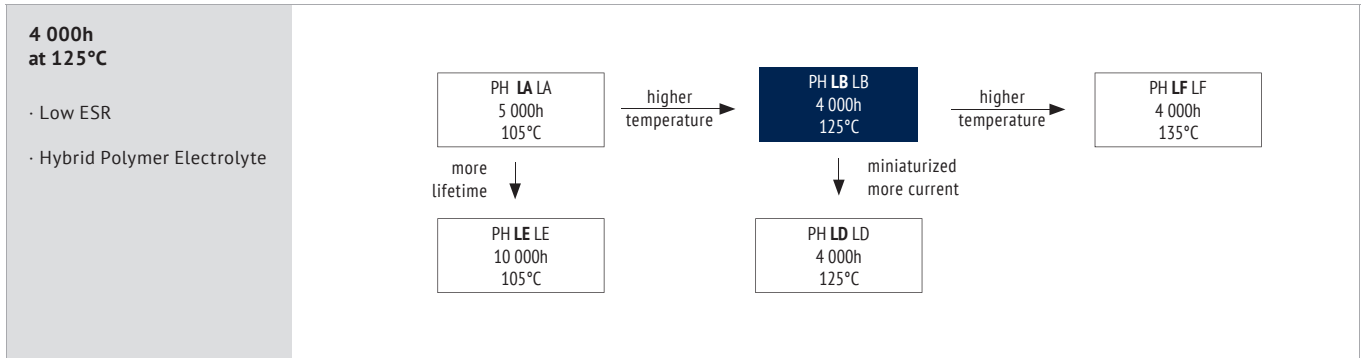 4 000h
at 125°C
· Low ESR
· Hybrid Polymer Electrolyte
PH LA LA
5 000h
105°C
higher
temperature
PH LB LB
4 000h
125°C
higher
temperature
PH LF LF
4 000h
135°C
more
lifetime
miniaturized
more current
PH LE LE
10 000h
105°C
PH LD LD
4 000h
125°C